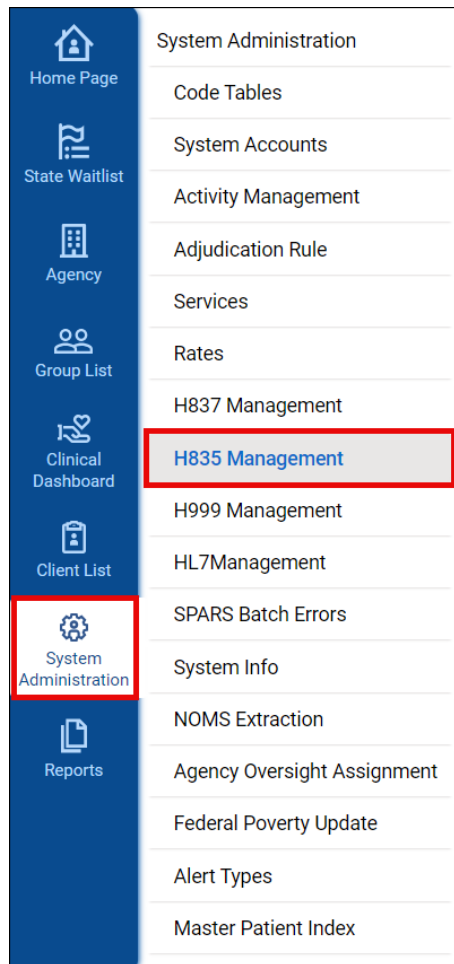 Home Page
State Waitlist
Agency
Group List
Clinical
Dashboard
Client List
System
Administration
Reports
System Administration
Code Tables
System Accounts
Activity Management
Adjudication Rule
Services
Rates
H837 Management
H835 Management
H999 Management
HL7Management
SPARS Batch Errors
System Info
NOMS Extraction
Agency Oversight Assignment
Federal Poverty Update
Alert Types
Master Patient Index